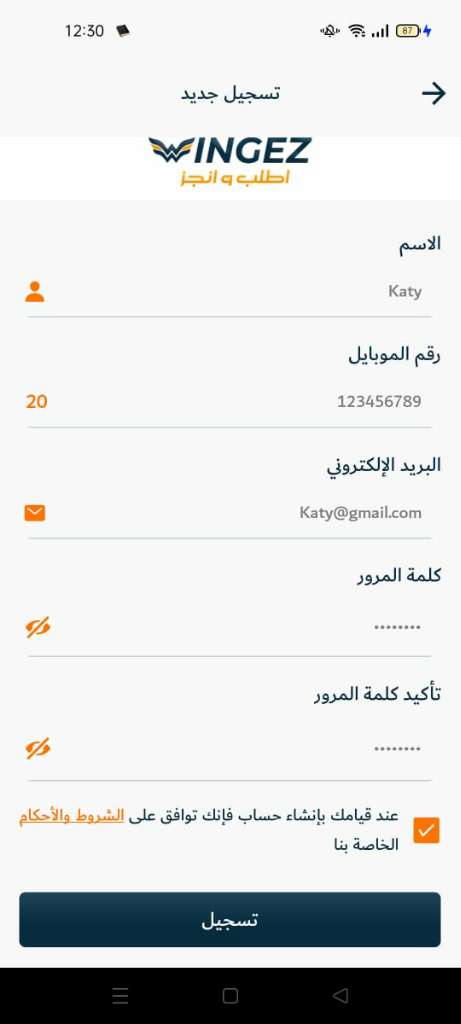 12:30
87
تسجيل جديد
WINGEZ
اطلب و انجز
الاسم
Katy
رقم الموبايل
123456789
20
البريد الإلكتروني
Katy@gmail.com
كلمة المرور
••••••••
تأكيد كلمة المرور
••••••••
عند قيامك بإنشاء حساب فإنك توافق على الشروط والأحكام
الخاصة بنا
تسجيل